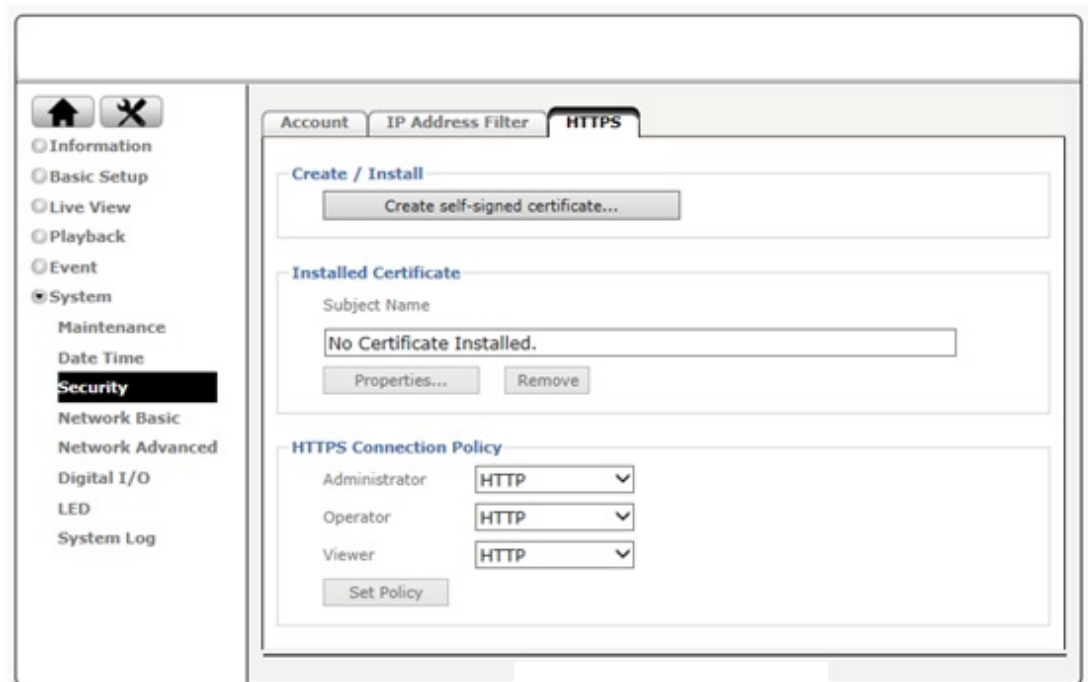 Information
Basic Setup
Live View
Playback
Event
System
Maintenance
Date Time
Security
Network Basic
Network Advanced
Digital I/O
LED
System Log
Account IP Address Filter HTTPS
Create / Install
Create self-signed certificate...
Installed Certificate
Subject Name
No Certificate Installed.
Properties... Remove
HTTPS Connection Policy
Administrator HTTP
Operator HTTP
Viewer HTTP
Set Policy